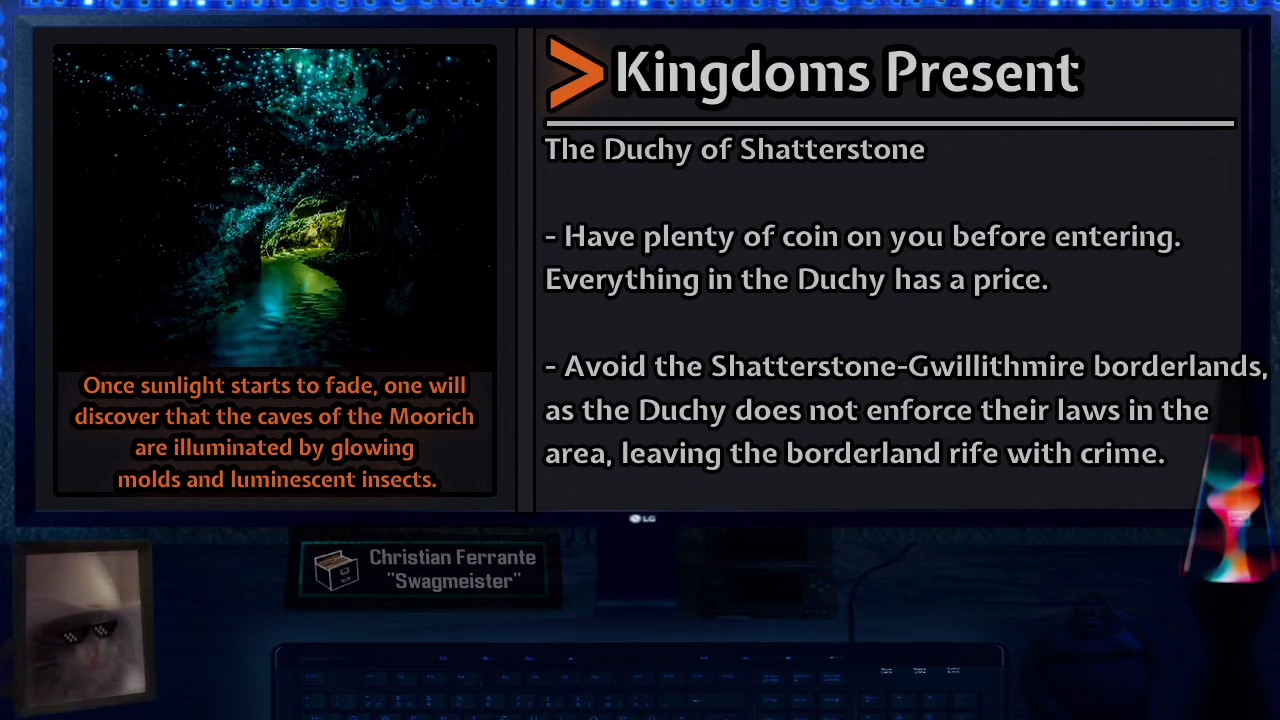 > Kingdoms Present
The Duchy of Shatterstone
- Have plenty of coin on you before entering.
Everything in the Duchy has a price.
- Avoid the Shatterstone-Gwillithmire borderlands,
as the Duchy does not enforce their laws in the
area, leaving the borderland rife with crime.
Once sunlight starts to fade, one will
discover that the caves of the Moorich
are illuminated by glowing
molds and luminescent insects.
LG
Christian Ferrante
"Swagmeister"